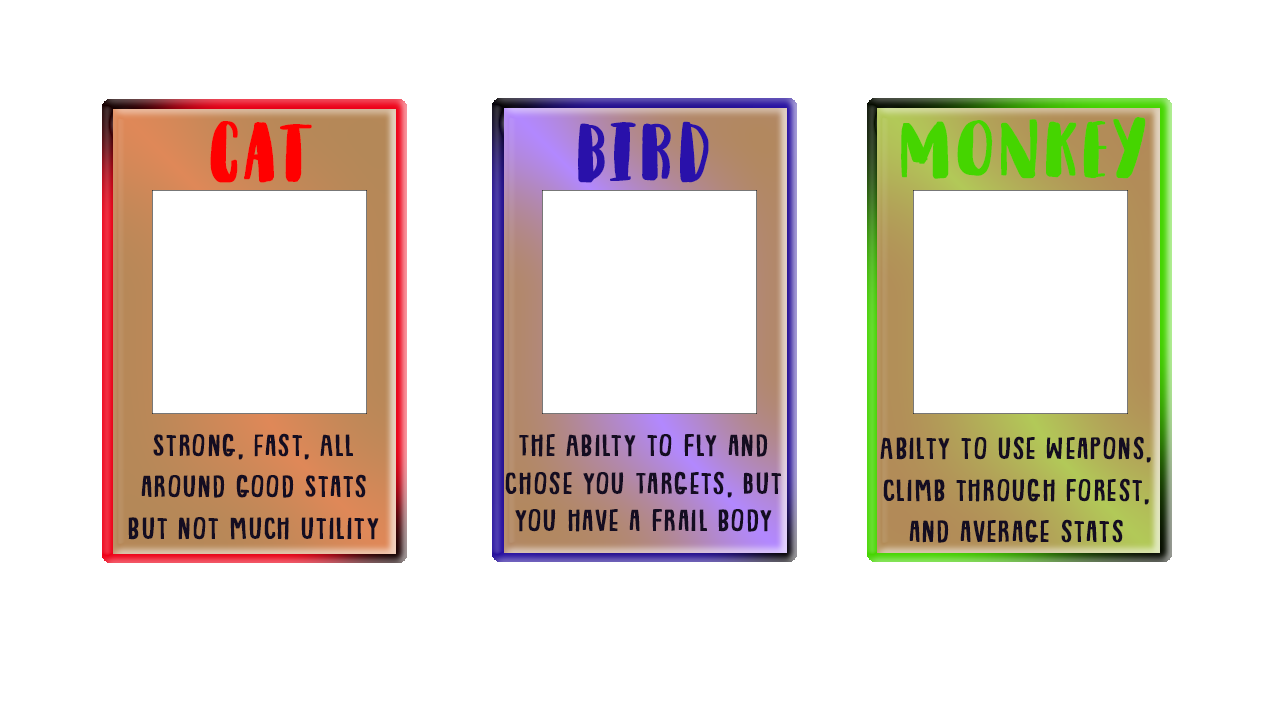 CAT
STRONG, FAST, ALL
AROUND GOOD STATS
BUT NOT MUCH UTILITY
BIRD
THE ABILTY TO FLY AND
CHOSE YOU TARGETS, BUT
YOU HAVE A FRAIL BODY
MONKEY
ABILTY TO USE WEAPONS,
CLIMB THROUGH FOREST,
AND AVERAGE STATS